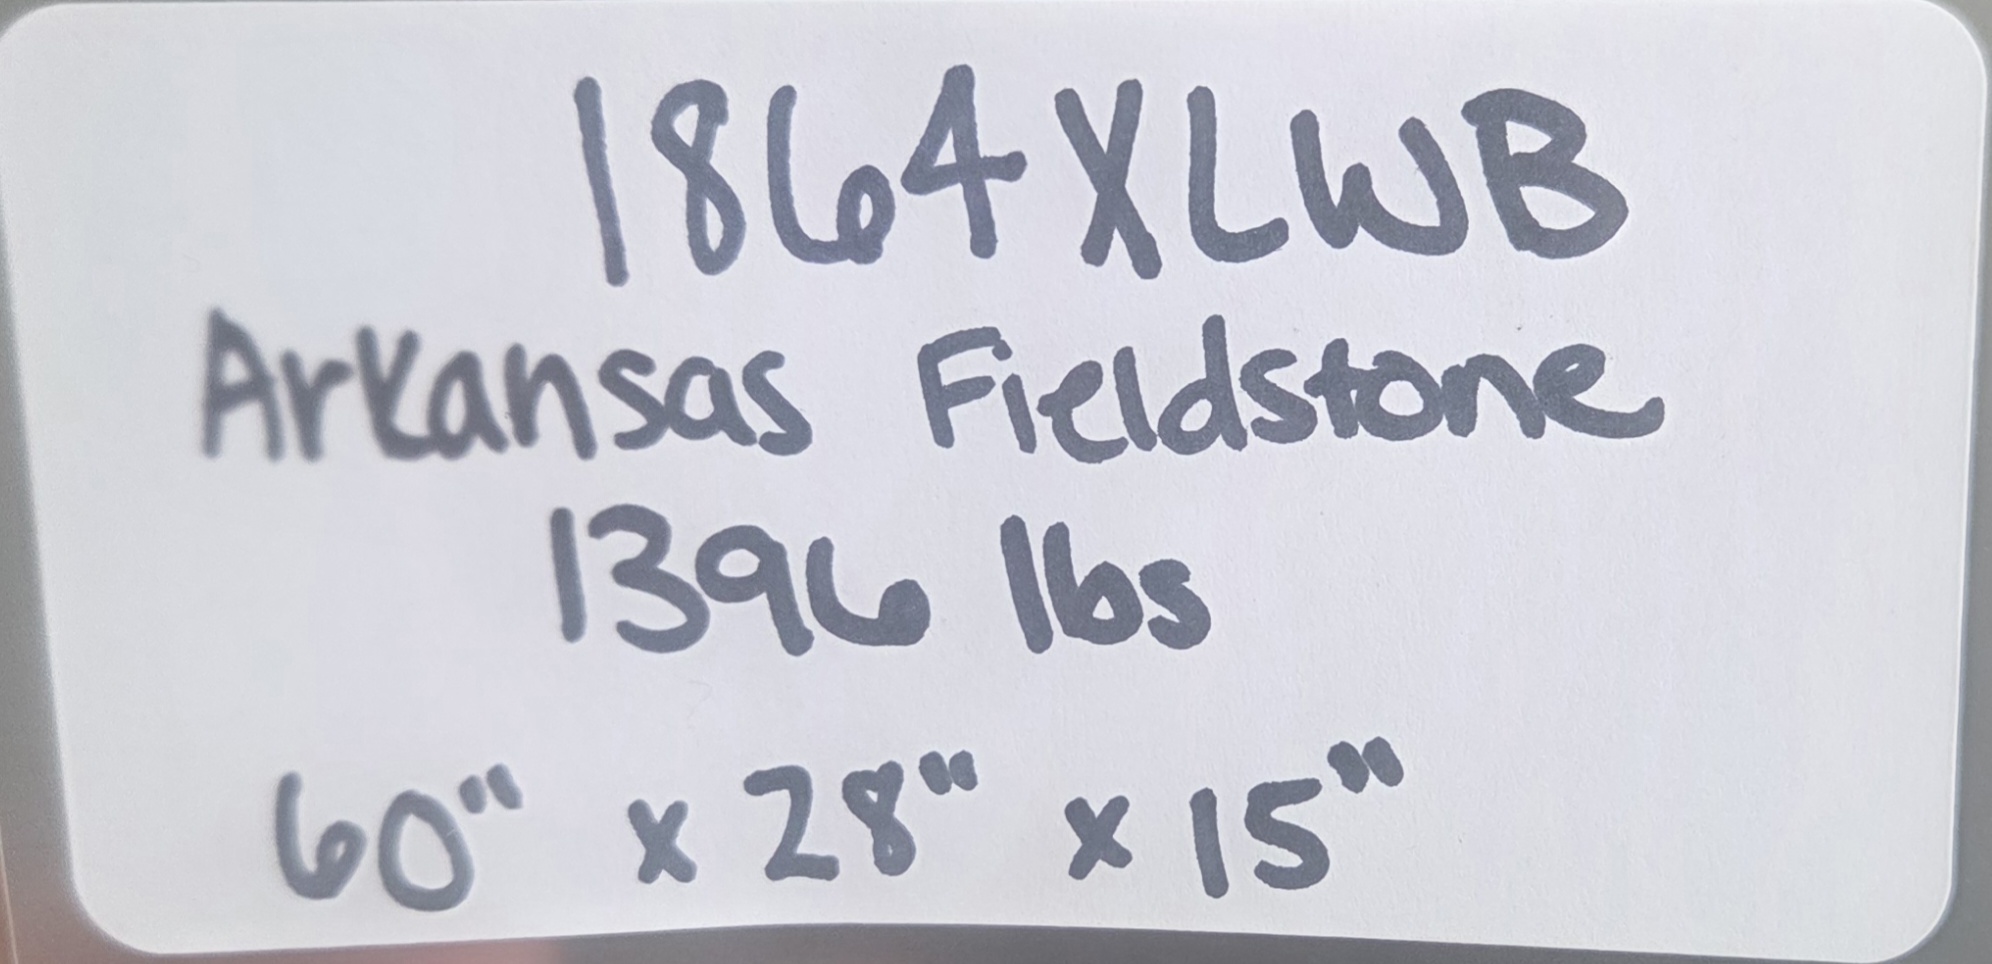 1864XLWB
Arkansas Fieldstone
1396 lbs
60" x 28" x 15"